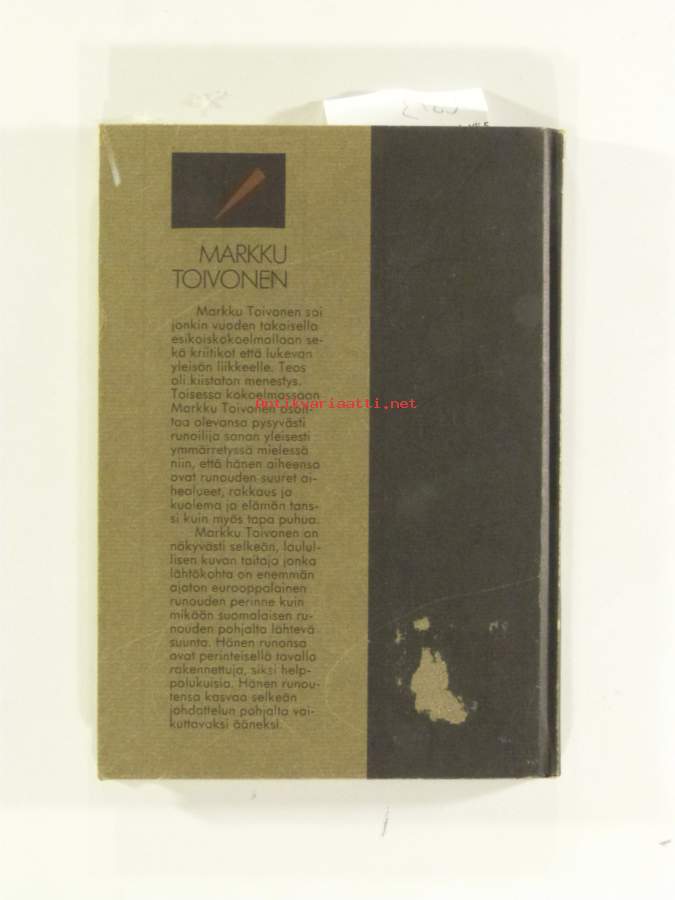 MARKKU
TOIVONEN
Markku Toivonen sai
jonkin vuoden takaisella
esikoiskokoelmallaan se-
kä kriitikot että lukevan
yleisön liikkeelle. Teos
oli kiistaton menestys.
Toisessa kokoelmassaan
Markku Toivonen osoit-
taa olevansa pysyvästi
runoilija sanan yleisesti
ymmärretyssä mielessä
niin, että hänen aiheensa
ovat runouden suuret ai-
healueet, rakkaus ja
kuolema ja elämän tans-
si kuin myös tapa puhua.
Markku Toivonen on
näkyvästi selkeän, laulul-
lisen kuvan taitaja jonka
lähtökohta on enemmän
ajaton eurooppalainen
runouden perinne kuin
mikään suomalaisen ru-
nouden pohjalta lähtevä
suunta. Hänen runonsa
ovat perinteisellä tavalla
rakennettuja, siksi help-
polukuisia. Hänen runou-
tensa kasvaa selkeän
johdattelun pohjalta vai-
kuttavaksi ääneksi.
Antikvariaatti.net